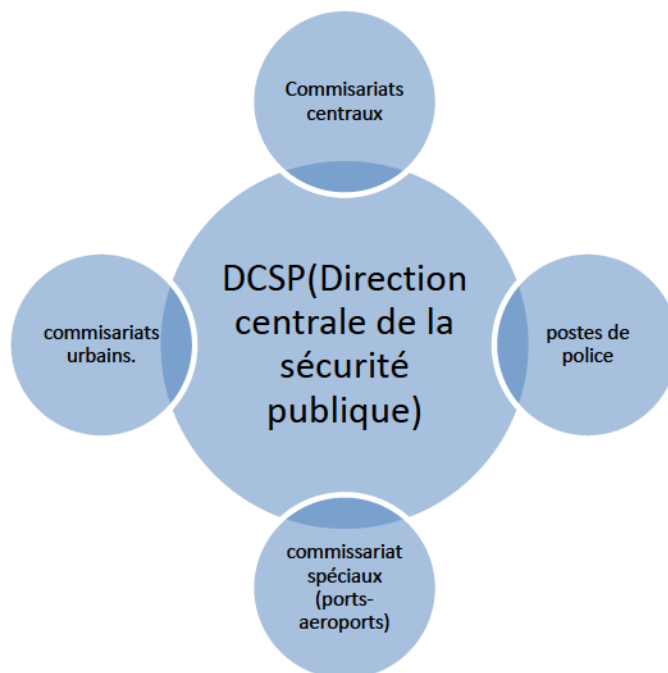 Commisariats
centraux
DCSP(Direction
centrale de la
sécurité
publique)
commisariats
urbains.
postes de
police
commissariat
spéciaux
(ports-
aeroports)